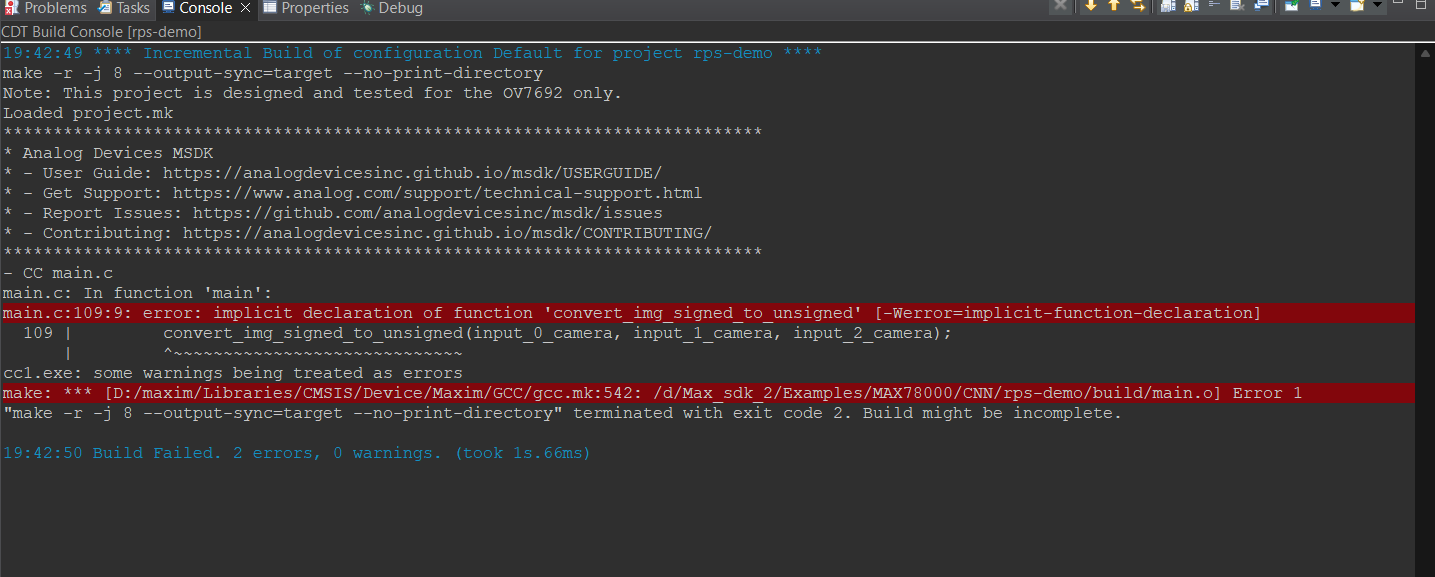 Problems Tasks Console Properties Debug
CDT Build Console [rps-demo]
19:42:49 **** Incremental Build of configuration Default for project rps-demo ****
make -r -j 8 --output-sync=target --no-print-directory
Note: This project is designed and tested for the OV7692 only.
Loaded project.mk
****************************************************************************
* Analog Devices MSDK
* - User Guide: https://analogdevicesinc.github.io/msdk/USERGUIDE/
* - Get Support: https://www.analog.com/support/technical-support.html
* - Report Issues: https://github.com/analogdevicesinc/msdk/issues
* - Contributing: https://analogdevicesinc.github.io/msdk/CONTRIBUTING/
****************************************************************************
- CC main.c
main.c: In function 'main':
main.c:109:9: error: implicit declaration of function 'convert_img_signed_to_unsigned' [-Werror=implicit-function-declaration]
  109 |         convert_img_signed_to_unsigned(input_0_camera, input_1_camera, input_2_camera);
      |         ^~~~~~~~~~~~~~~~~~~~~~~~~~~~~~
cc1.exe: some warnings being treated as errors
make: *** [D:/maxim/Libraries/CMSIS/Device/Maxim/GCC/gcc.mk:542: /d/Max_sdk_2/Examples/MAX78000/CNN/rps-demo/build/main.o] Error 1
"make -r -j 8 --output-sync=target --no-print-directory" terminated with exit code 2. Build might be incomplete.
19:42:50 Build Failed. 2 errors, 0 warnings. (took 1s.66ms)